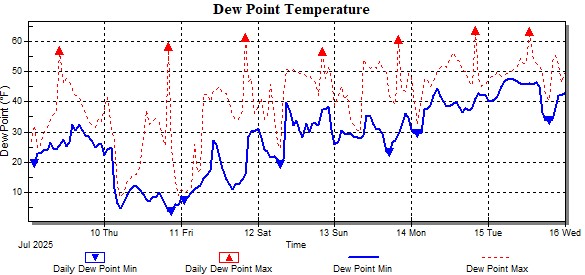 Dew Point Temperature
60
50
40
30
20
10
Dew Point (°F)
10 Thu 11 Fri 12 Sat 13 Sun 14 Mon 15 Tue 16 Wed
Jul 2025
Time
Daily Dew Point Min Daily Dew Point Max Dew Point Min Dew Point Max